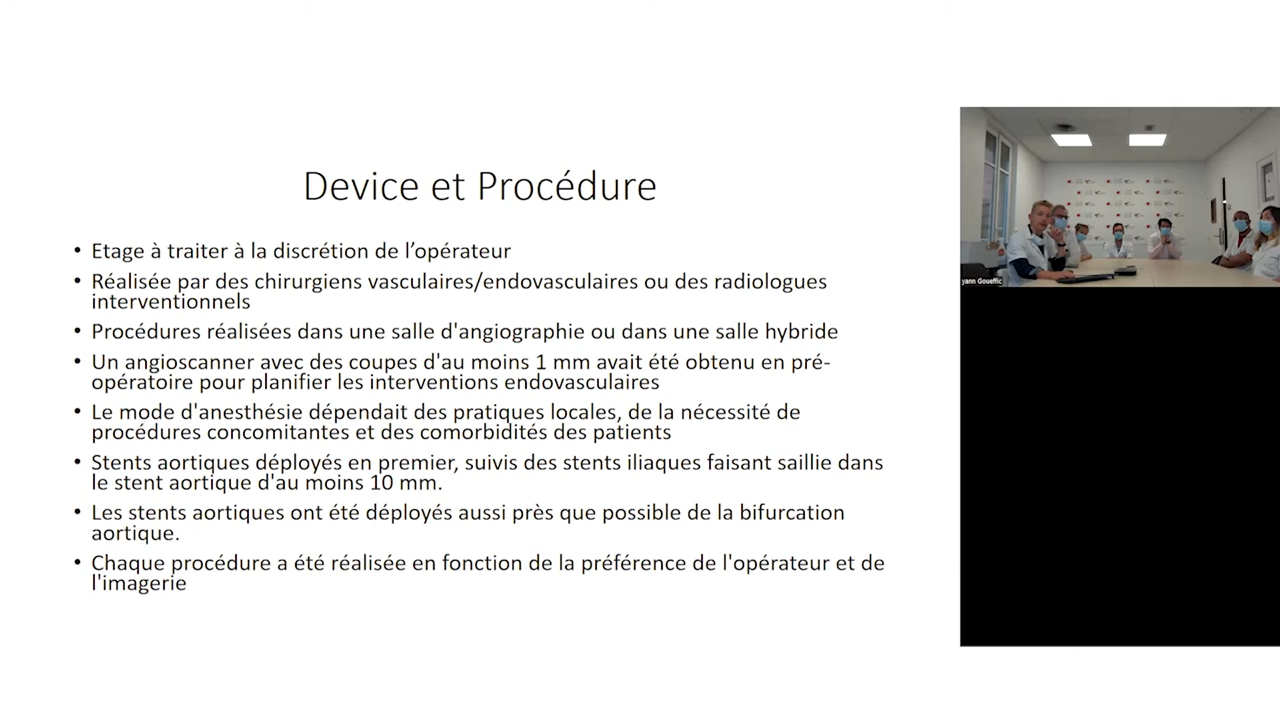 Device et Procédure
• Etage à traiter à la discrétion de l’opérateur
• Réalisée par des chirurgiens vasculaires/endovasculaires ou des radiologues
interventionnels
• Procédures réalisées dans une salle d'angiographie ou dans une salle hybride
• Un angioscanner avec des coupes d'au moins 1 mm avait été obtenu en pré-
opératoire pour planifier les interventions endovasculaires
• Le mode d'anesthésie dépendait des pratiques locales, de la nécessité de
procédures concomitantes et des comorbidités des patients
• Stents aortiques déployés en premier, suivis des stents iliaques faisant saillie dans
le stent aortique d'au moins 10 mm.
• Les stents aortiques ont été déployés aussi près que possible de la bifurcation
aortique.
• Chaque procédure a été réalisée en fonction de la préférence de l'opérateur et de
l'imagerie
yann Goueffic